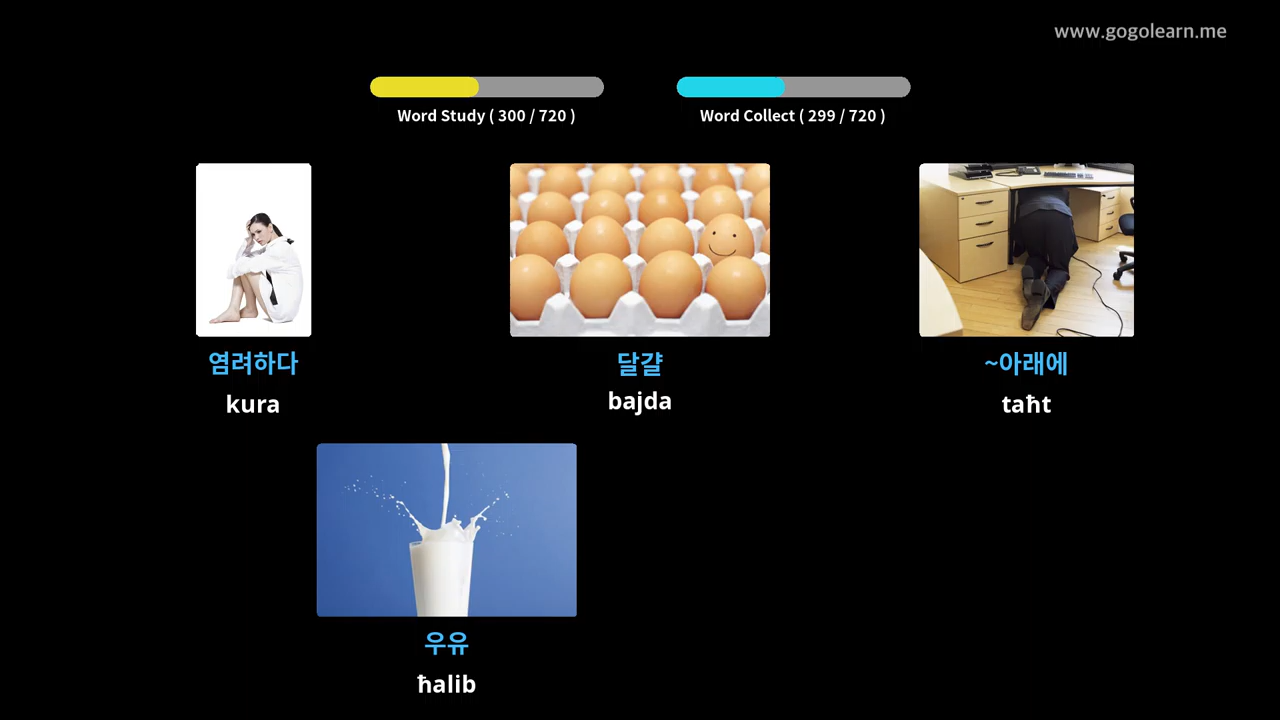 www.gogolearn.me
Word Study ( 300 / 720 )
Word Collect ( 299 / 720 )
염려하다
kura
달걀
bajda
~아래에
taħt
우유
ħalib